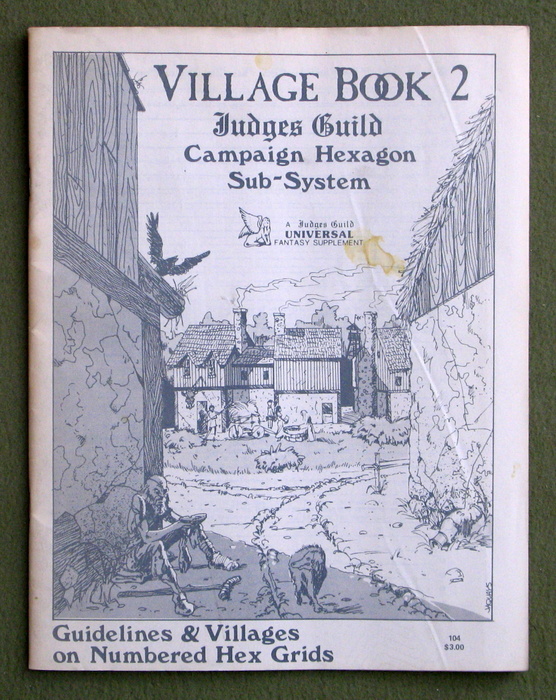 VILLAGE BOOK 2
Judges Guild
Campaign Hexagon
Sub-System
A Judges Guild
UNIVERSAL
FANTASY SUPPLEMENT
JAQUAYS
Guidelines & Villages
on Numbered Hex Grids
104
$3.00